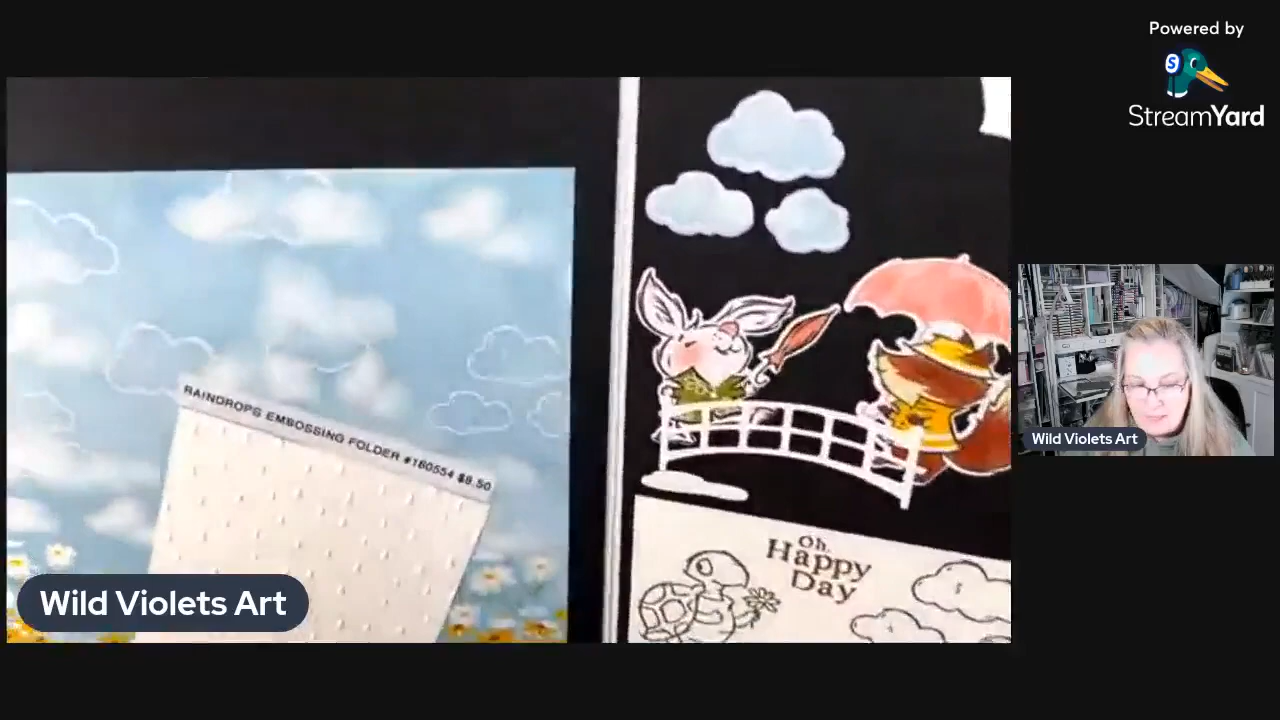 Powered by
S
StreamYard
RAINDROPS EMBOSSING FOLDER #160554 $8.50
Oh,
Happy
Day
Wild Violets Art
Wild Violets Art